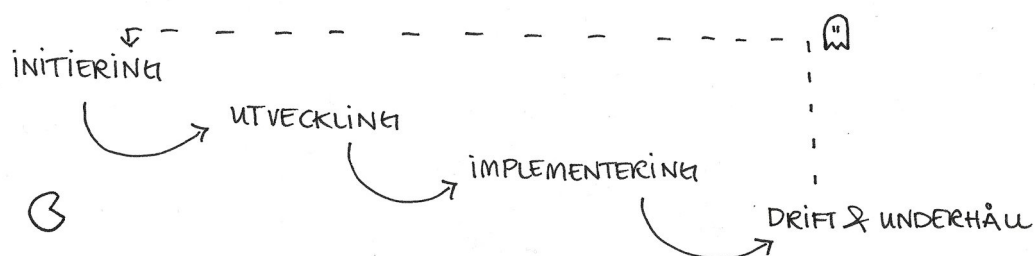 INITIERING
UTVECKLING
IMPLEMENTERING
DRIFT & UNDERHÅLL